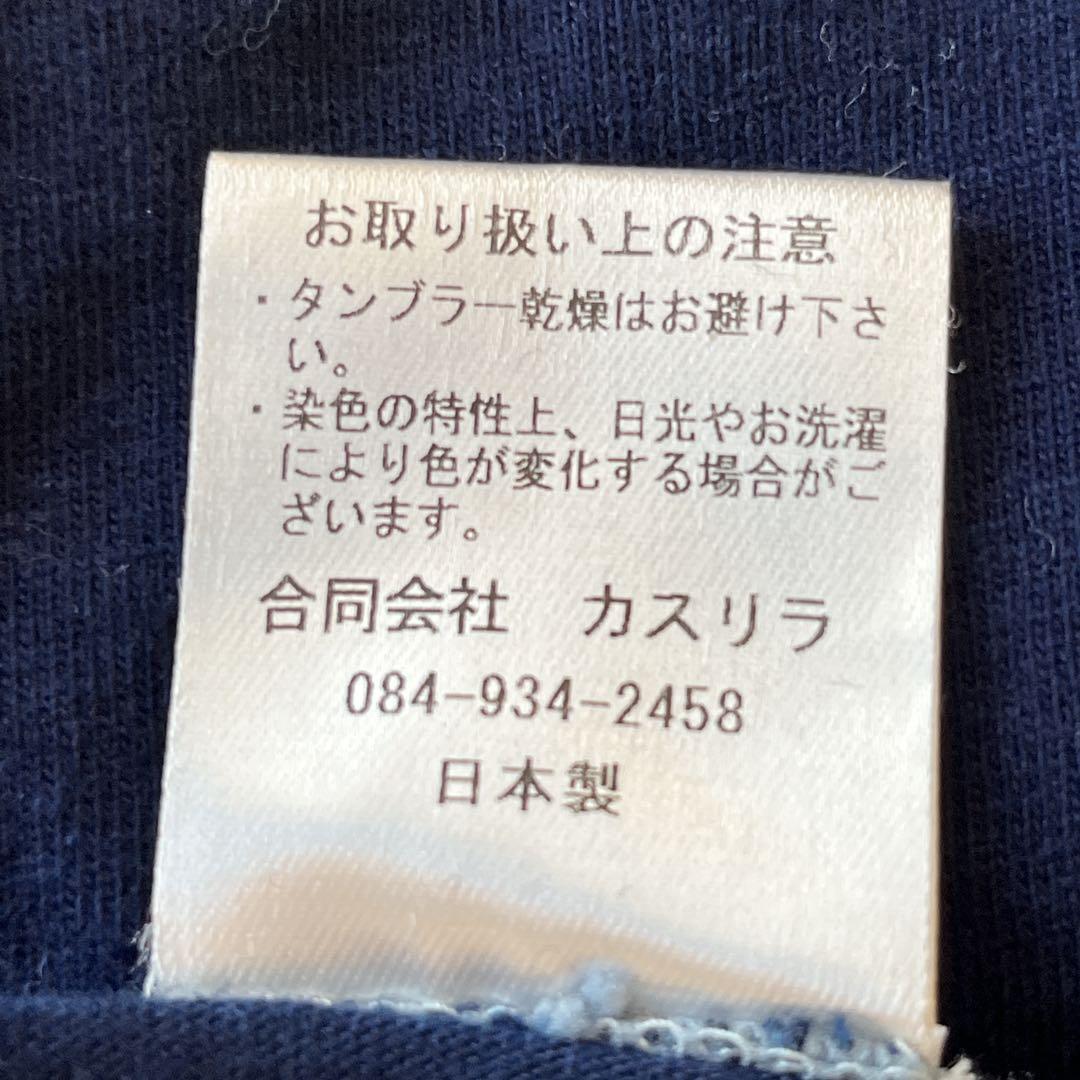 お取り扱い上の注意
・タンブラー乾燥はお避け下さ
い。
・染色の特性上、日光やお洗濯
により色が変化する場合がご
ざいます。
合同会社　カスリラ
084-934-2458
日本製